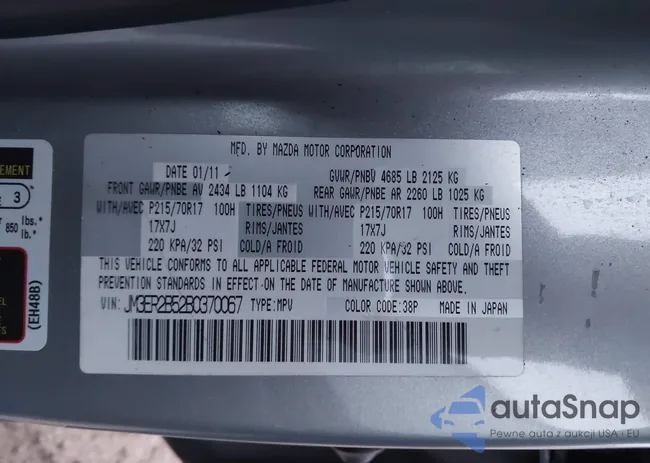 EMENT
E 3
850 lbs.*
lb.*
(EH48B)
MFD. BY MAZDA MOTOR CORPORATION
DATE 01/11 GVWR/PNBV 4685 LB 2125 KG
FRONT GAWR/PNBE AV 2434 LB 1104 KG REAR GAWR/PNBE AR 2260 LB 1025 KG
WITH/AVEC P215/70R17 100H TIRES/PNEUS WITH/AVEC P215/70R17 100H TIRES/PNEUS
17X7J RIMS/JANTES 17X7J RIMS/JANTES
220 KPA/32 PSI COLD/A FROID 220 KPA/32 PSI COLD/A FROID
THIS VEHICLE CONFORMS TO ALL APPLICABLE FEDERAL MOTOR VEHICLE SAFETY AND THEFT
PREVENTION STANDARDS IN EFFECT ON THE DATE OF MANUFACTURE SHOWN ABOVE.
VIN: JM3ER2B52B0370067 TYPE:MPV COLOR CODE:38P MADE IN JAPAN
autaSnap
Pewne auta z aukcji USA i EU